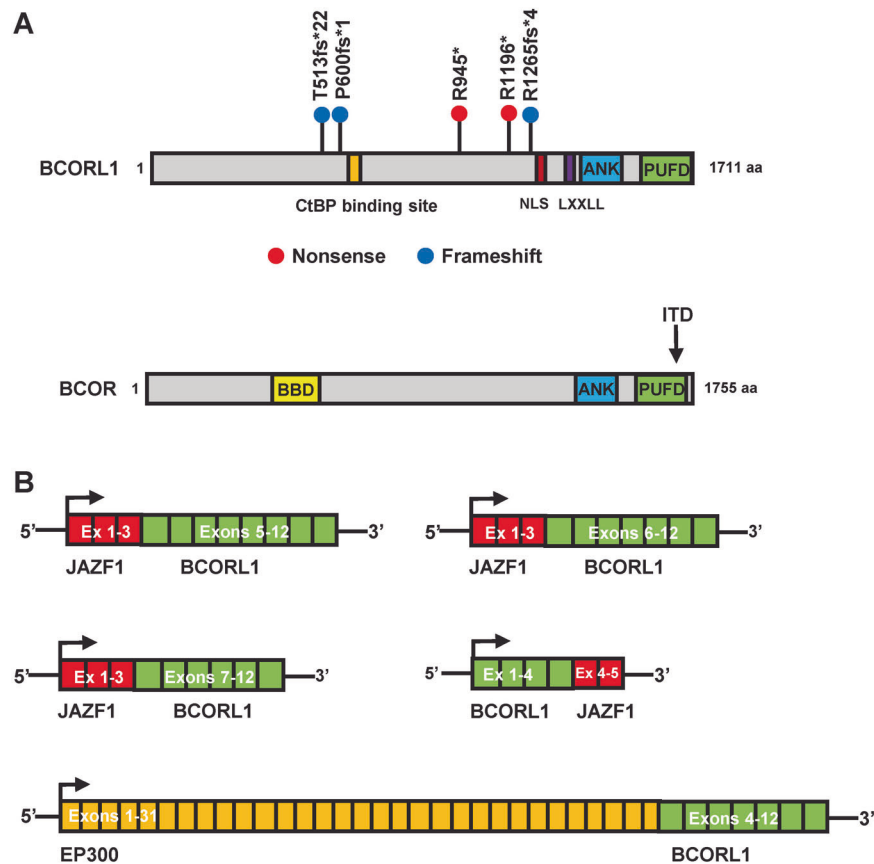 A
T513fs*22
P600fs*1
R945*
R1196*
R1265fs*4
BCORL1 1 ANK PUFD 1711 aa
CtBP binding site NLS LXXLL
Nonsense Frameshift
ITD
BCOR 1 BBD ANK PUFD 1755 aa
B
5’ Ex 1-3 Exons 5-12 3’
JAZF1 BCORL1
5’ Ex 1-3 Exons 6-12 3’
JAZF1 BCORL1
5’ Ex 1-3 Exons 7-12 3’
JAZF1 BCORL1
5’ Ex 1-4 Ex 4-5 3’
BCORL1 JAZF1
5’ Exons 1-31 Exons 4-12 3’
EP300 BCORL1